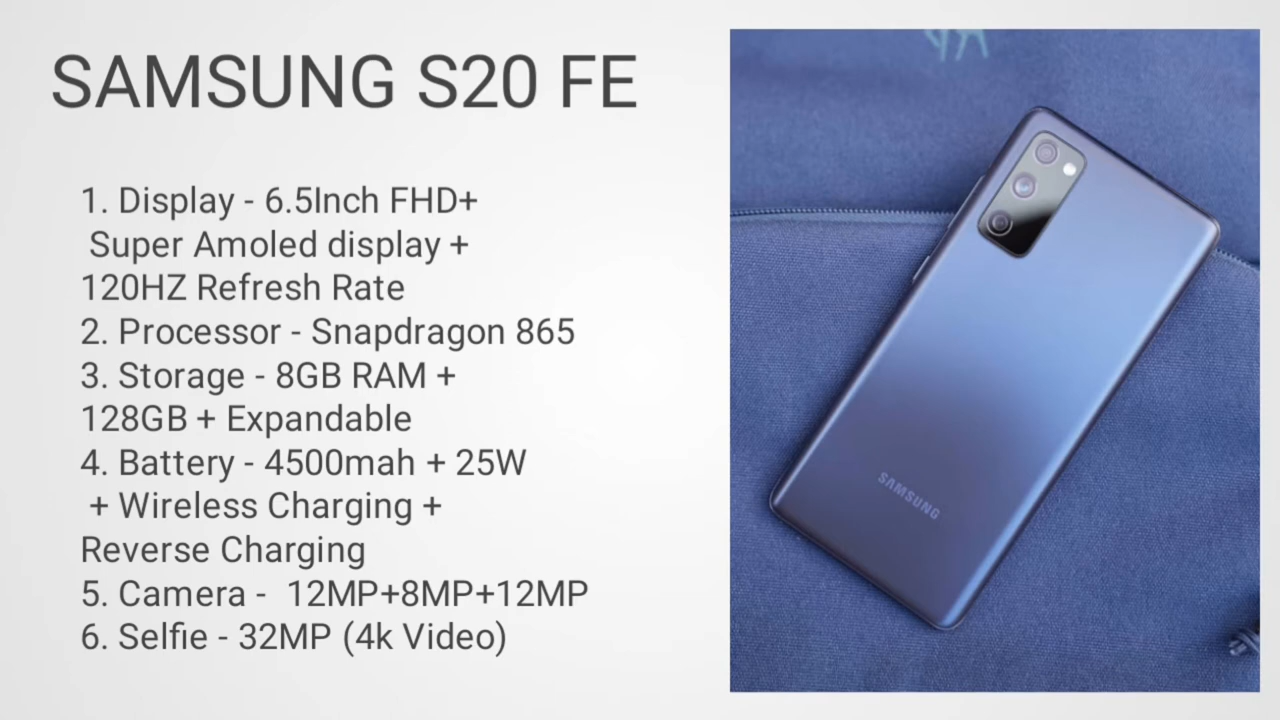 SAMSUNG S20 FE
1. Display - 6.5Inch FHD+
Super Amoled display +
120HZ Refresh Rate
2. Processor - Snapdragon 865
3. Storage - 8GB RAM +
128GB + Expandable
4. Battery - 4500mah + 25W
+ Wireless Charging +
Reverse Charging
5. Camera -  12MP+8MP+12MP
6. Selfie - 32MP (4k Video)
SAMSUNG